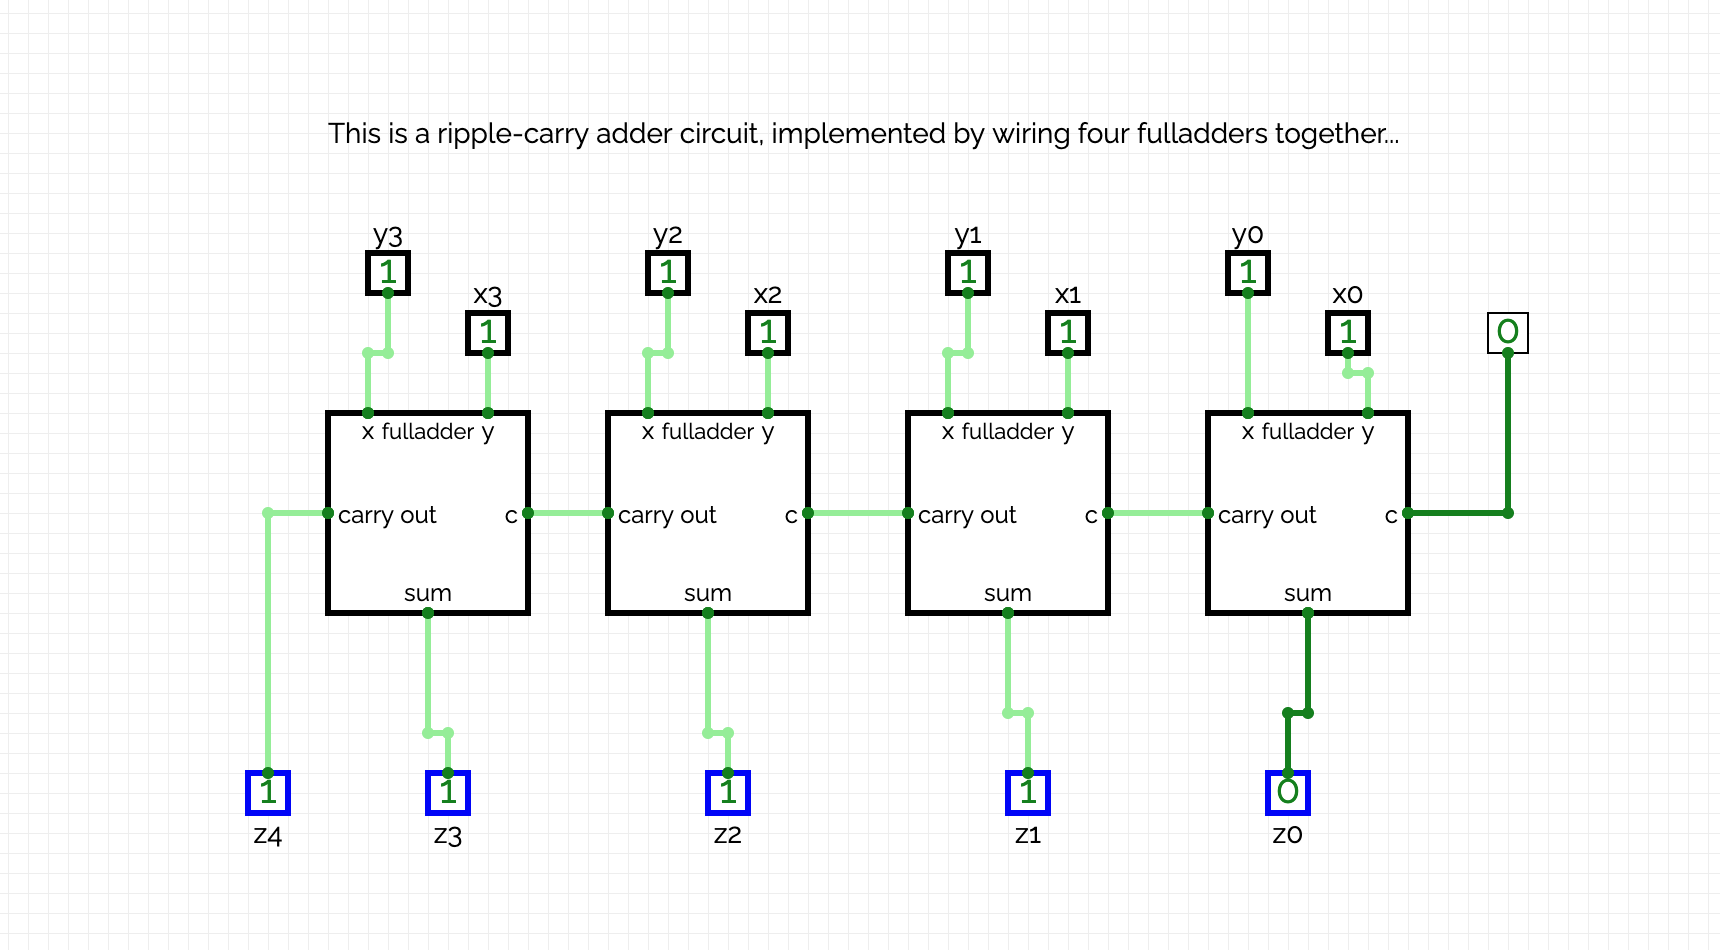 This is a ripple-carry adder circuit, implemented by wiring four fulladders together...
y3 y2 y1 y0
1 1 1 1
x3 x2 x1 x0
1 1 1 1 0
x fulladder y x fulladder y x fulladder y x fulladder y
carry out c carry out c carry out c carry out c
sum sum sum sum
1 1 1 1 0
z4 z3 z2 z1 z0